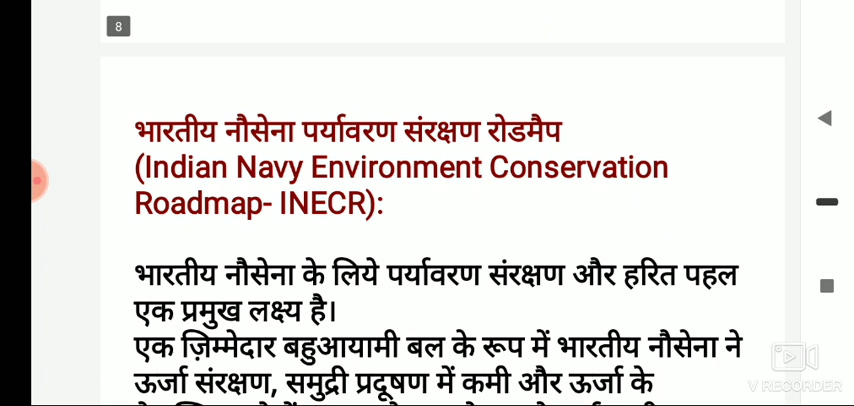 8
भारतीय नौसेना पर्यावरण संरक्षण रोडमैप
(Indian Navy Environment Conservation
Roadmap- INECR):
भारतीय नौसेना के लिये पर्यावरण संरक्षण और हरित पहल
एक प्रमुख लक्ष्य है।
एक ज़िम्मेदार बहुआयामी बल के रूप में भारतीय नौसेना ने
ऊर्जा संरक्षण, समुद्री प्रदूषण में कमी और ऊर्जा के
V RECORDER